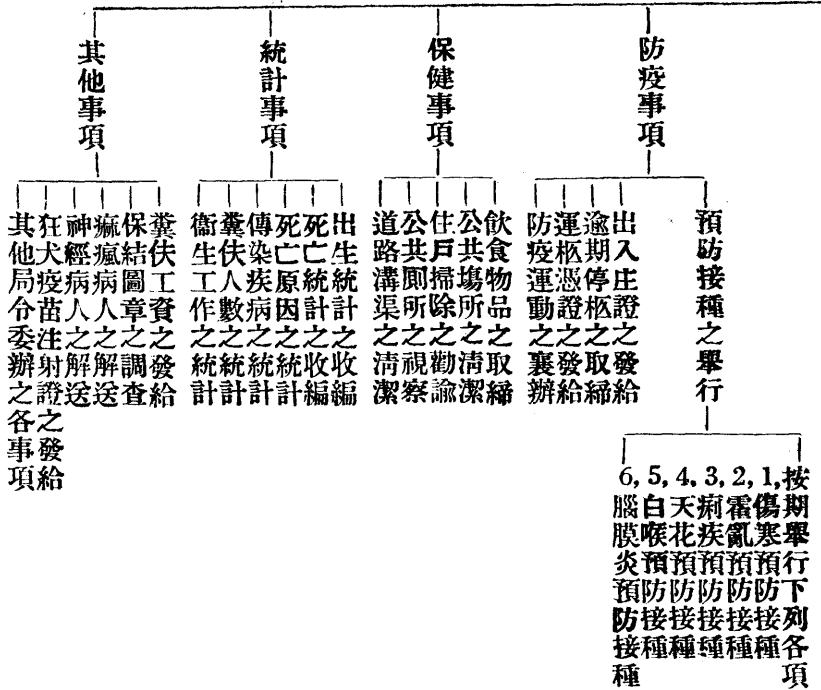 防疫事項
預防接種之舉行
按期舉行下列各項
1,傷寒預防接種
2,霍亂預防接種
3,痢疾預防接種
4.天花預防接種
5,白喉預防接種
6,腦膜炎預防接種
出入庄證之發給
逾期停柩之取締
運柩憑證之發給
防疫運動之襄辦
保健事項
飲食物品之取締
公共塲所之清潔
住戶掃除之勸諭
公共厠所之視察
道路溝渠之清潔
統計事項
出生統計之收編
死亡統計之收編
死亡原因之統計
傳染疾病之統計
糞伕人數之統計
衞生工作之統計
其他事項
糞伕工資之發給
保結圖章之調查
痲瘋病人之解送
神經病人之解送
狂犬疫苗注射證之發給
其他局令委辦之各事項